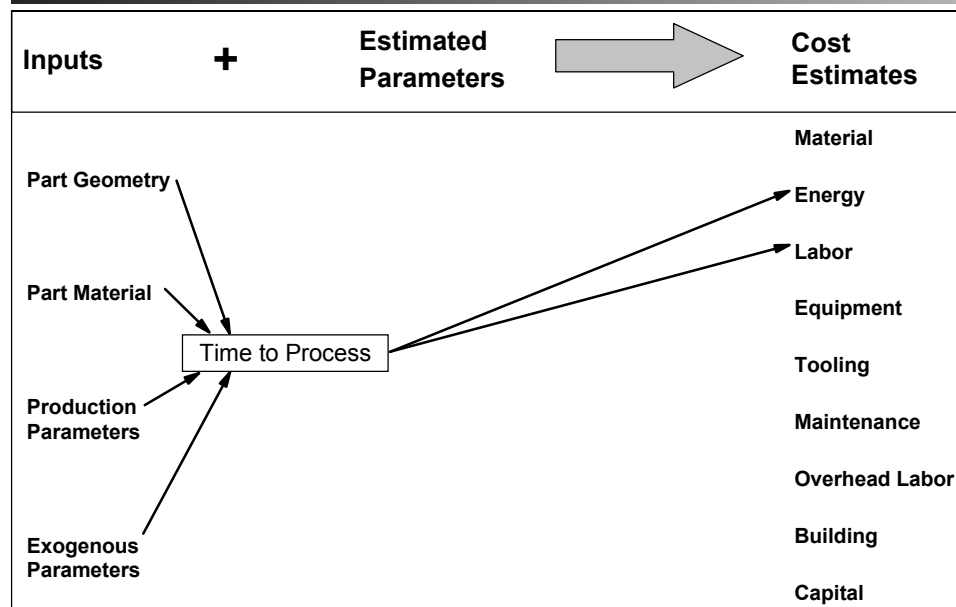 Inputs + Estimated Parameters Cost Estimates
Material
Part Geometry
Energy
Labor
Part Material
Equipment
Time to Process
Tooling
Production
Parameters
Maintenance
Overhead Labor
Building
Exogenous
Parameters
Capital